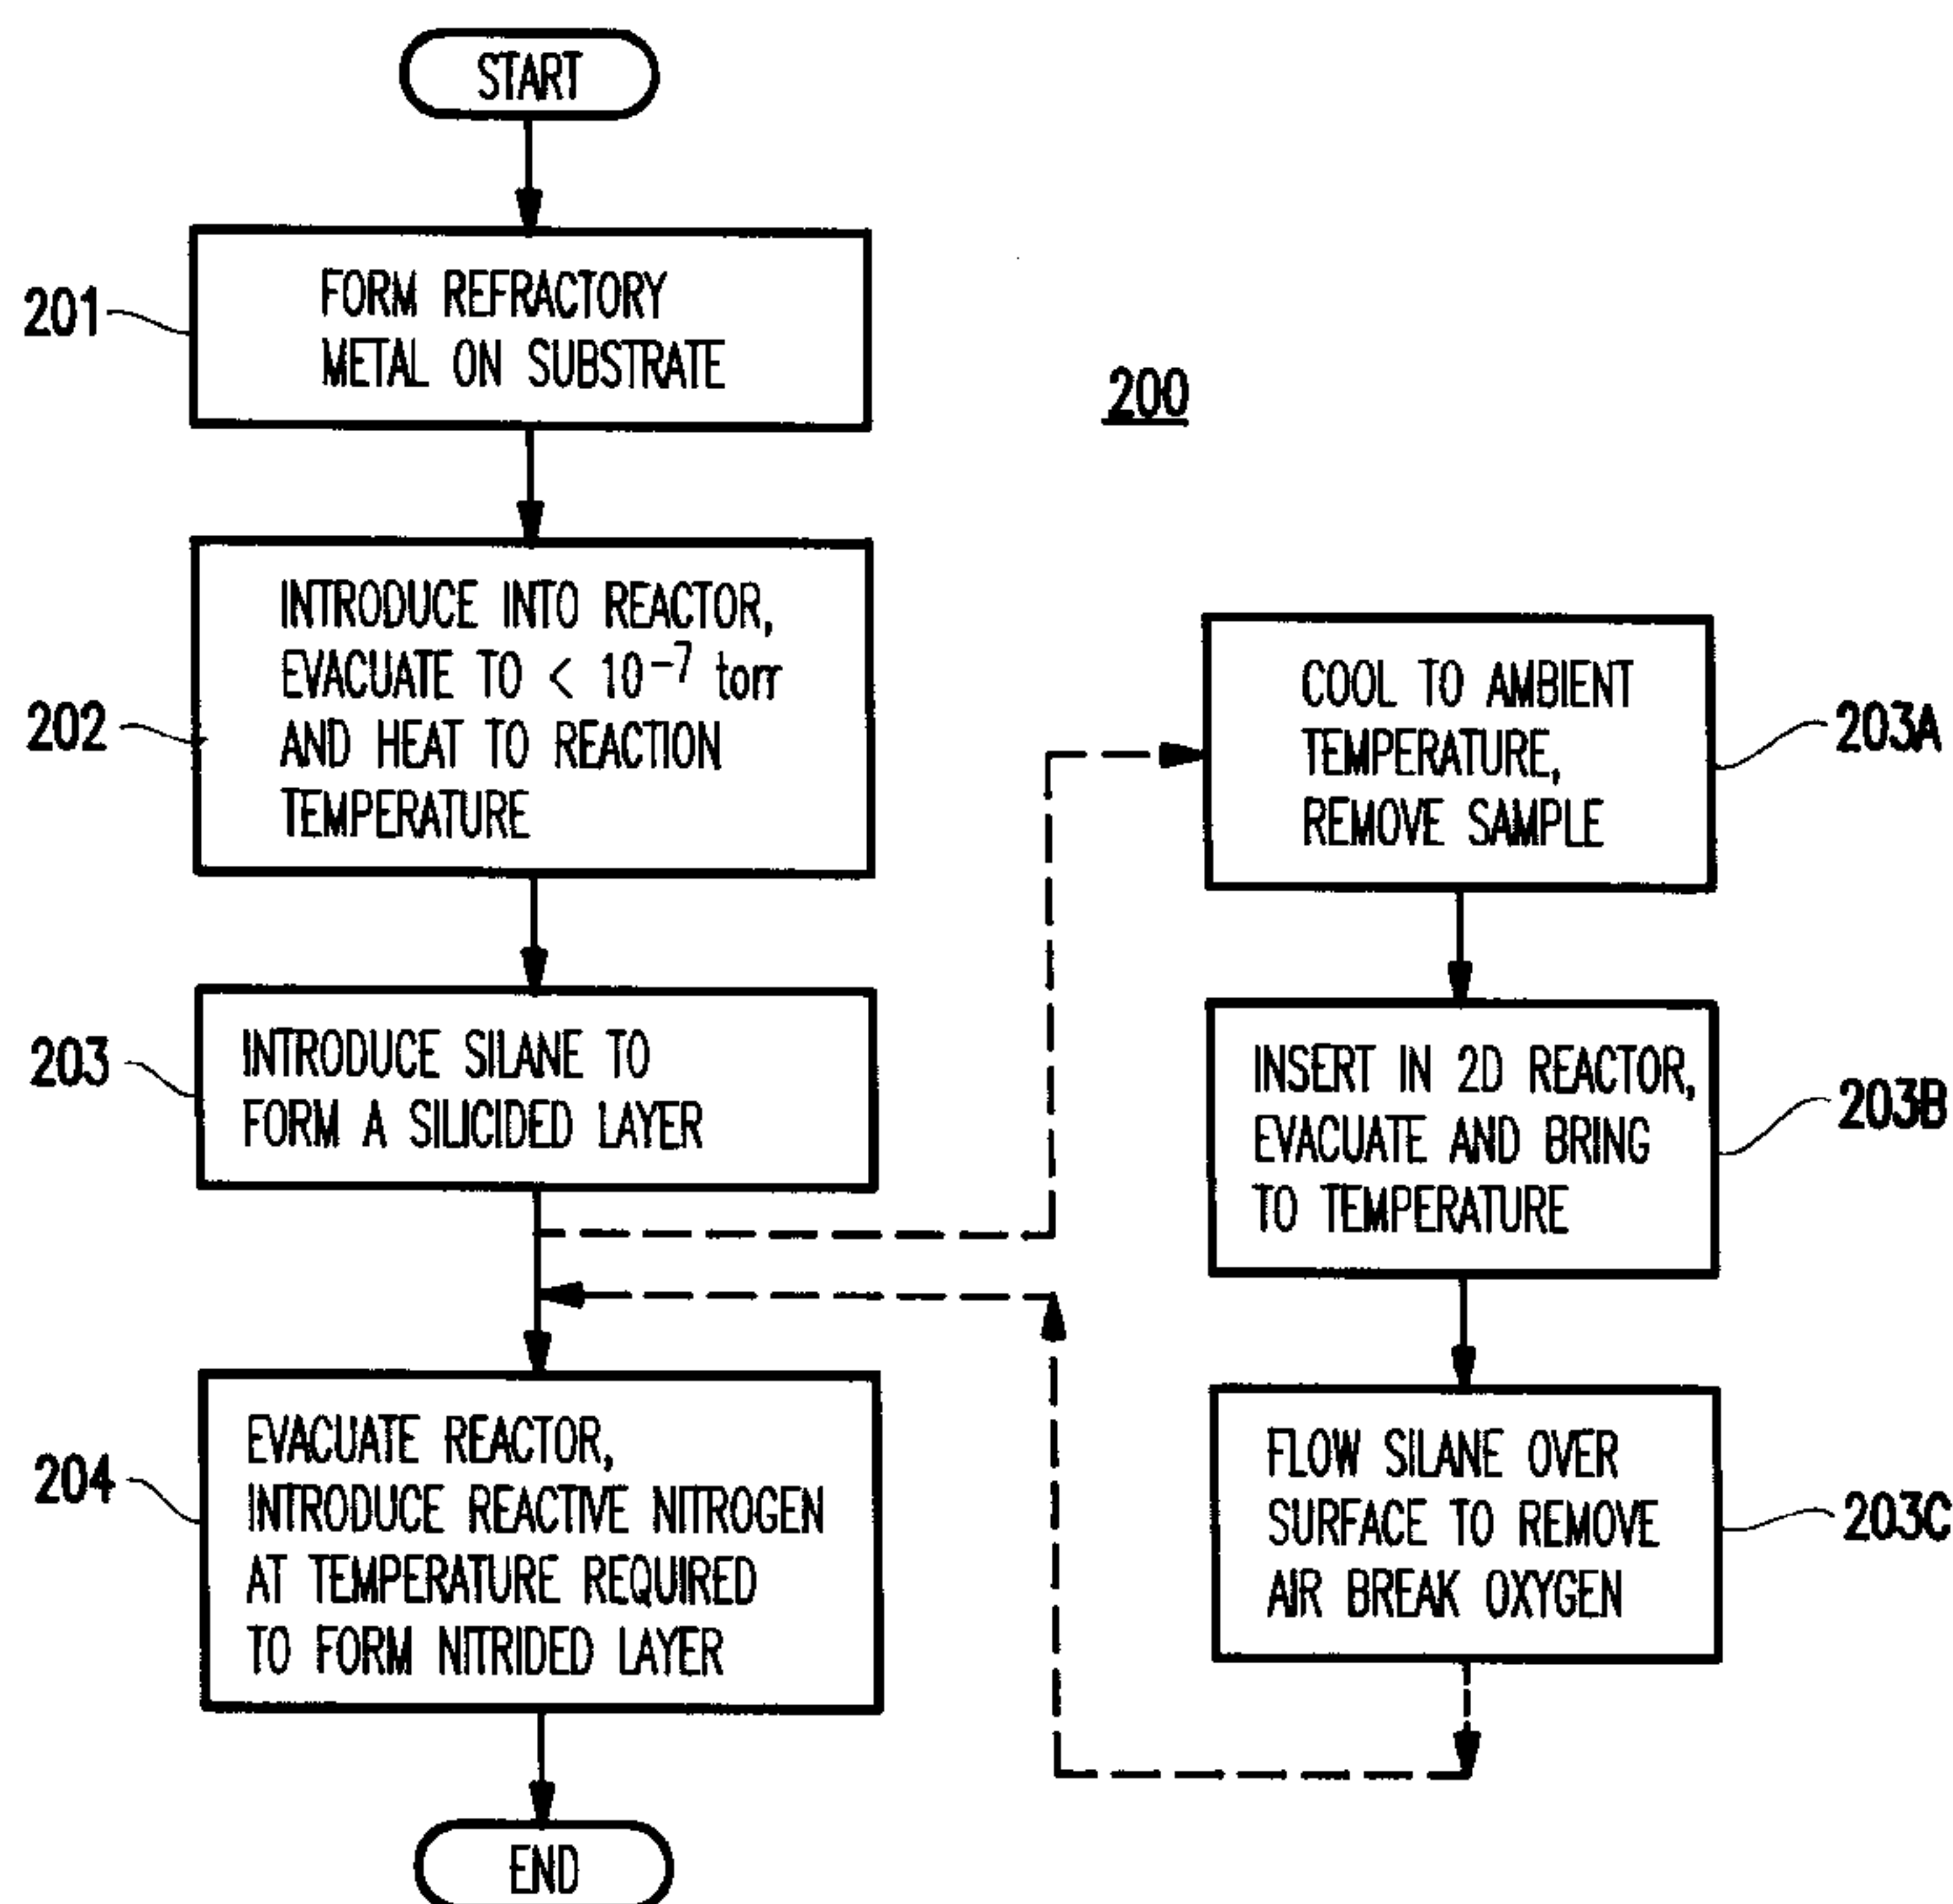 START
201
FORM REFRACTORY
METAL ON SUBSTRATE
200
202
INTRODUCE INTO REACTOR,
EVACUATE TO < 10⁻⁷ torr
AND HEAT TO REACTION
TEMPERATURE
203
INTRODUCE SILANE TO
FORM A SILICIDED LAYER
COOL TO AMBIENT
TEMPERATURE,
REMOVE SAMPLE
203A
INSERT IN 2D REACTOR,
EVACUATE AND BRING
TO TEMPERATURE
203B
FLOW SILANE OVER
SURFACE TO REMOVE
AIR BREAK OXYGEN
203C
204
EVACUATE REACTOR,
INTRODUCE REACTIVE NITROGEN
AT TEMPERATURE REQUIRED
TO FORM NITRIDED LAYER
END